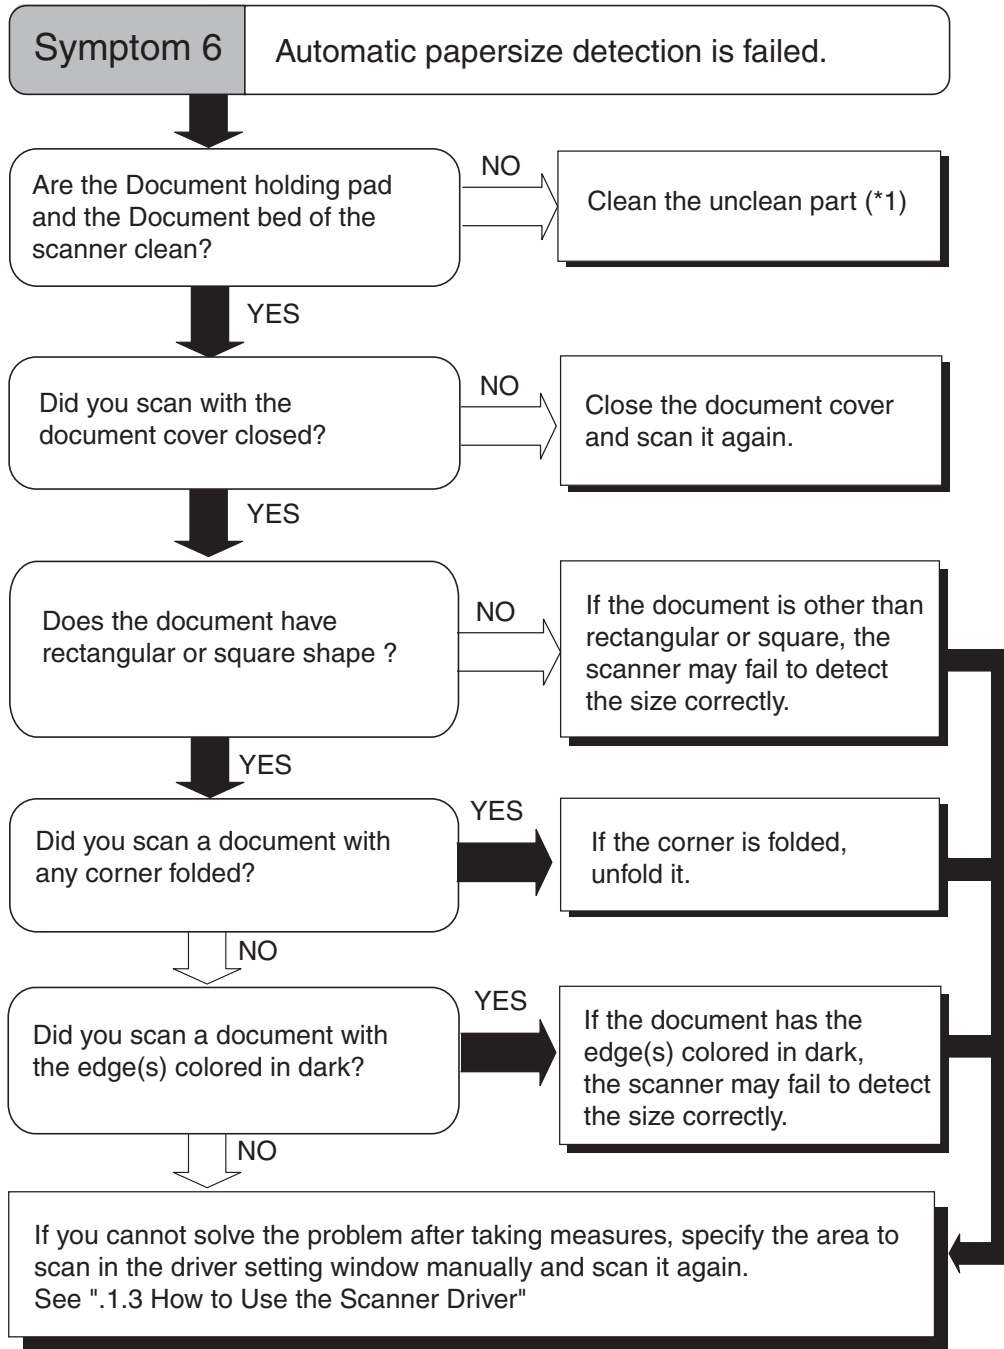 Symptom 6
Automatic papersize detection is failed.
Are the Document holding pad
and the Document bed of the
scanner clean?
NO
Clean the unclean part (*1)
YES
Did you scan with the
document cover closed?
NO
Close the document cover
and scan it again.
YES
Does the document have
rectangular or square shape ?
NO
If the document is other than
rectangular or square, the
scanner may fail to detect
the size correctly.
YES
Did you scan a document with
any corner folded?
YES
If the corner is folded,
unfold it.
NO
Did you scan a document with
the edge(s) colored in dark?
YES
If the document has the
edge(s) colored in dark,
the scanner may fail to detect
the size correctly.
NO
If you cannot solve the problem after taking measures, specify the area to
scan in the driver setting window manually and scan it again.
See ".1.3 How to Use the Scanner Driver"